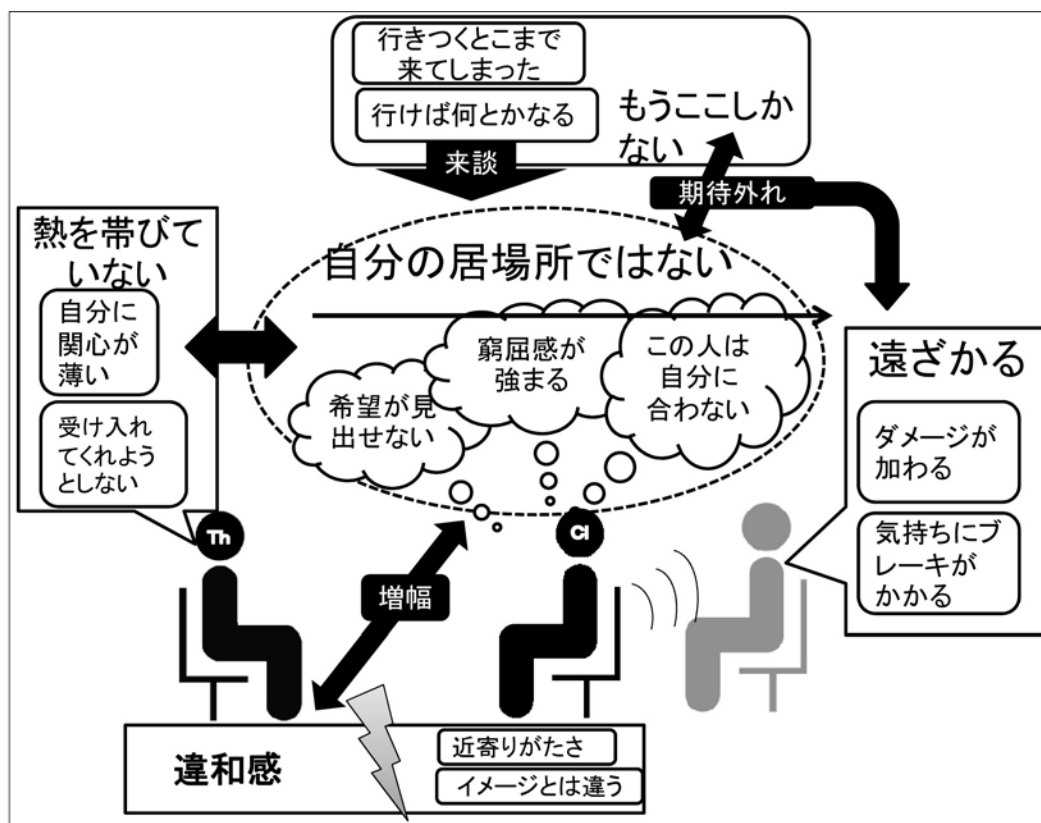 行きつくとこまで
来てしまった
行けば何とかなる
もうここしか
ない
来談
期待外れ
熱を帯びて
いない
自分に
関心が
薄い
受け入れ
てくれよう
としない
自分の居場所ではない
希望が見
出せない
窮屈感が
強まる
この人は
自分に
合わない
遠ざかる
ダメージが
加わる
気持ちにブ
レーキが
かかる
Th
Cl
増幅
違和感
近寄りがたさ
イメージとは違う